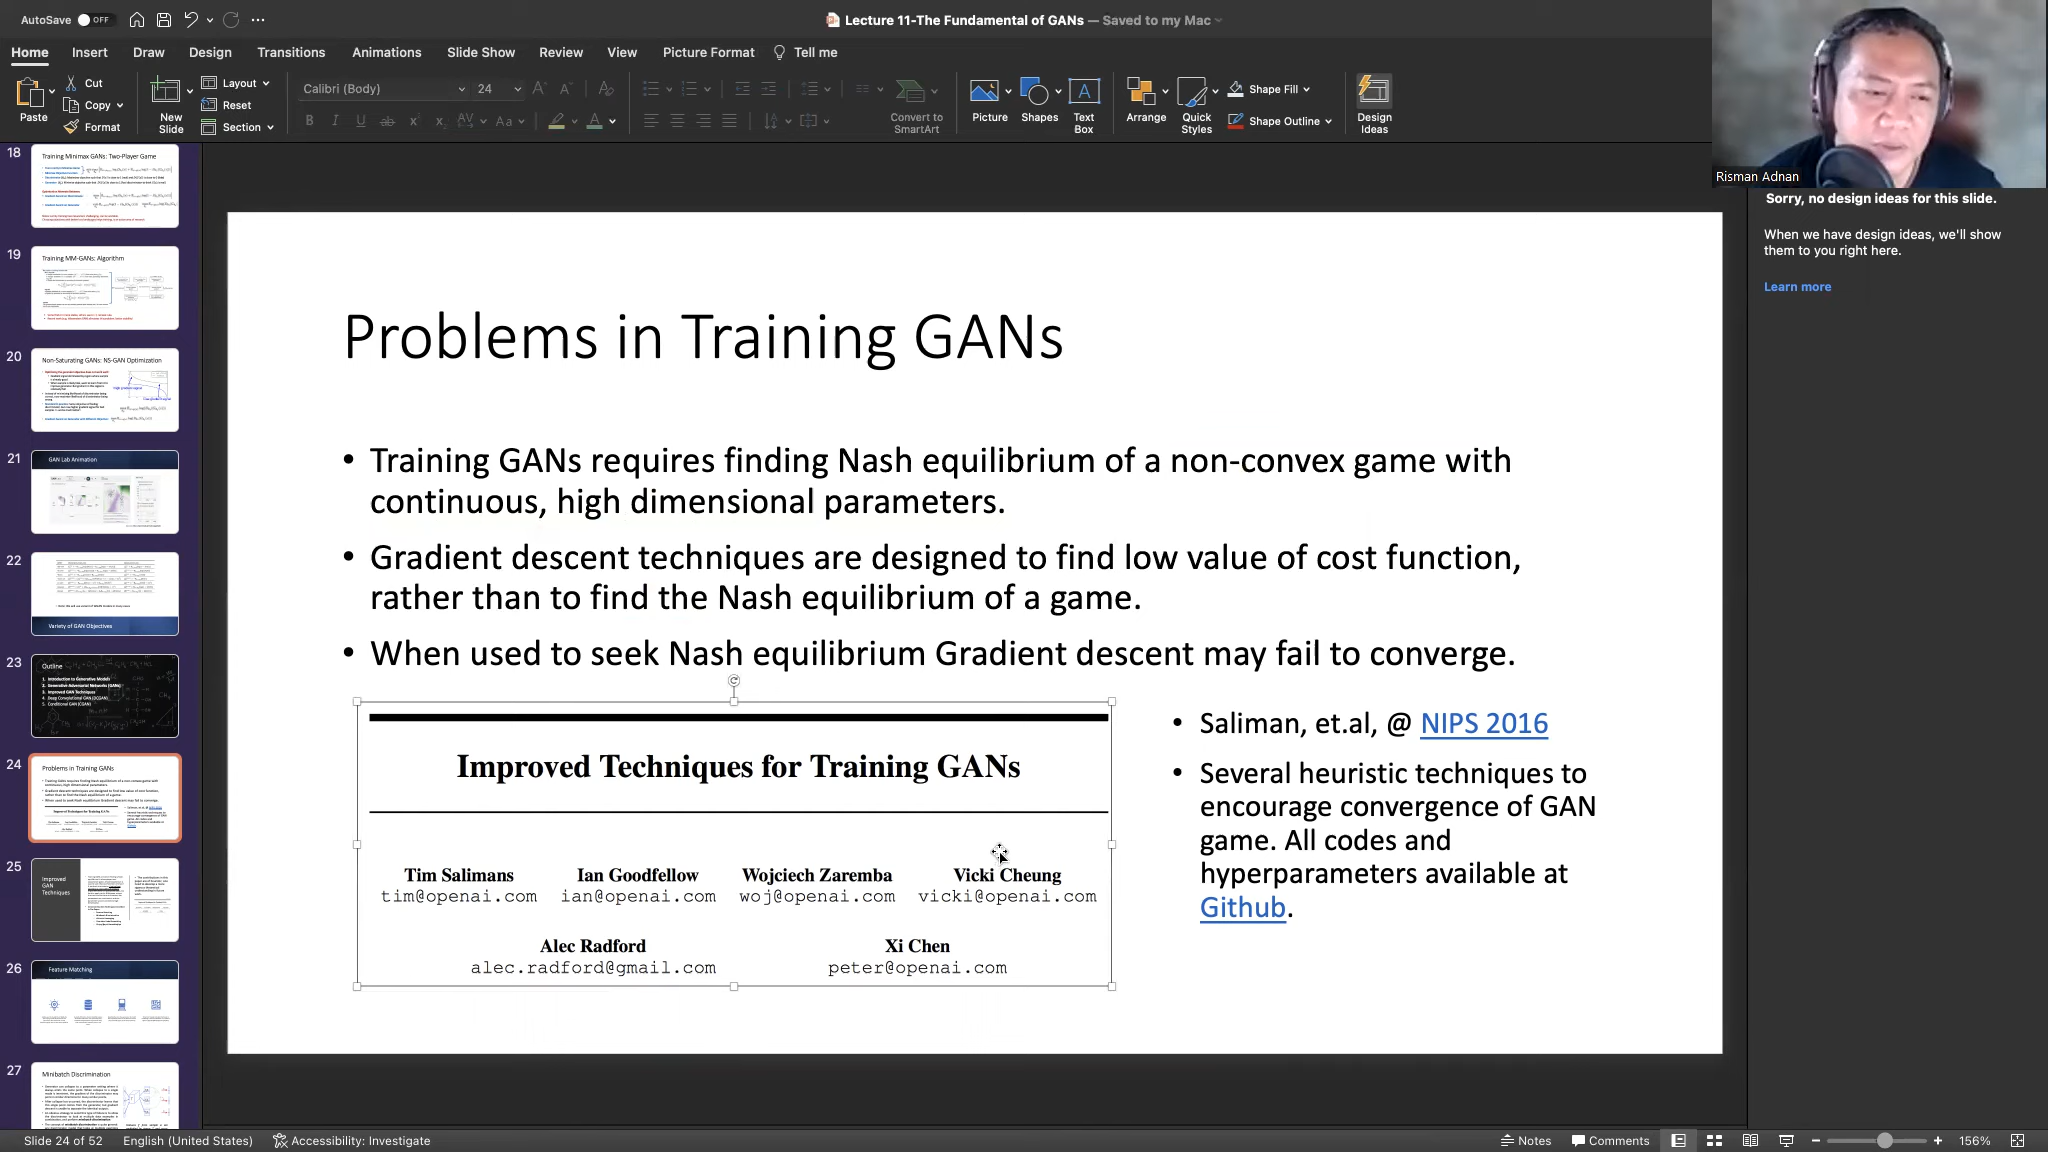 AutoSave OFF
Lecture 11-The Fundamental of GANs — Saved to my Mac
Home Insert Draw Design Transitions Animations Slide Show Review View Picture Format Tell me
Paste
Cut
Copy
Format
New Slide
Layout
Reset
Section
Calibri (Body) 24
Convert to SmartArt
Picture
Shapes
Text Box
Arrange
Quick Styles
Shape Fill
Shape Outline
Design Ideas
Risman Adnan
Sorry, no design ideas for this slide.
When we have design ideas, we'll show
them to you right here.
Learn more
18
Training Minimax GANs: Two-Player Game
19
Training MM-GANs: Algorithm
20
Non-Saturating GANs: NS-GAN Optimization
21
GAN Lab Animation
22
Variety of GAN Objectives
23
Outline
1. Introduction to Generative Models
2. Generative Adversarial Networks (GANs)
3. Improved GAN Techniques
4. Deep Convolutional GAN (DCGAN)
5. Conditional GAN (CGAN)
24
Problems in Training GANs
25
Improved
GAN
Techniques
26
Feature Matching
27
Minibatch Discrimination
Problems in Training GANs
• Training GANs requires finding Nash equilibrium of a non-convex game with
continuous, high dimensional parameters.
• Gradient descent techniques are designed to find low value of cost function,
rather than to find the Nash equilibrium of a game.
• When used to seek Nash equilibrium Gradient descent may fail to converge.
Improved Techniques for Training GANs
Tim Salimans Ian Goodfellow Wojciech Zaremba Vicki Cheung
tim@openai.com ian@openai.com woj@openai.com vicki@openai.com
Alec Radford Xi Chen
alec.radford@gmail.com peter@openai.com
• Saliman, et.al, @ NIPS 2016
• Several heuristic techniques to
encourage convergence of GAN
game. All codes and
hyperparameters available at
Github.
Slide 24 of 52 English (United States) Accessibility: Investigate Notes Comments 156%